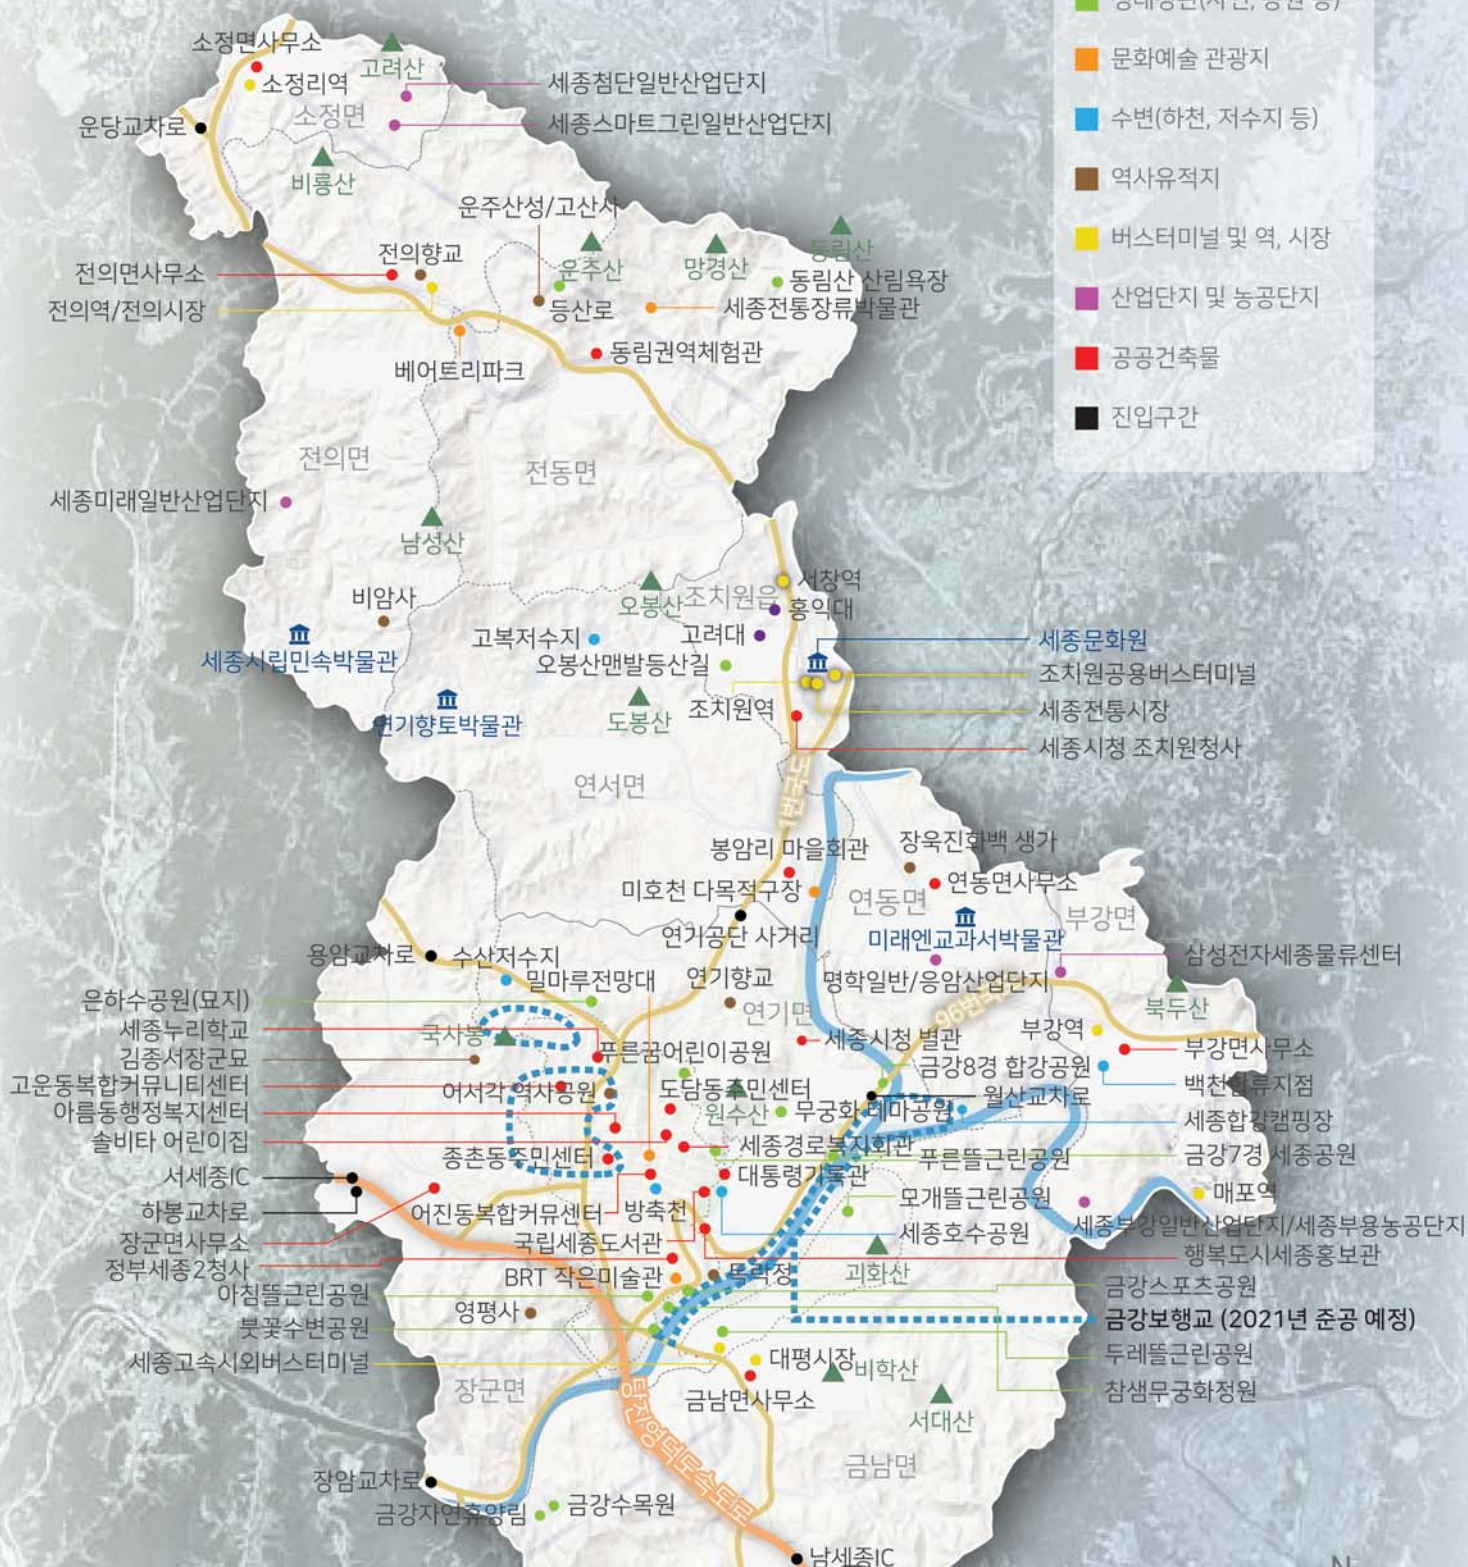 문화예술 관광지
수변(하천, 저수지 등)
역사유적지
버스터미널 및 역, 시장
산업단지 및 농공단지
공공건축물
진입구간
소정면사무소
고려산
소정리역
세종첨단일반산업단지
소정면
세종스마트그린일반산업단지
운당교차로
비룡산
운주산성/고산사
전의향교
운주산
망경산
동림산
전의면사무소
동림산 산림욕장
전의역/전의시장
등산로
세종전통장류박물관
동림권역체험관
베어트리파크
전의면
전동면
세종미래일반산업단지
남성산
서창역
비암사
오봉산
조치원읍
홍익대
고복저수지
고려대
세종문화원
세종시립민속박물관
오봉산맨발등산길
조치원공용버스터미널
연기향토박물관
도봉산
조치원역
세종전통시장
세종시청 조치원청사
연서면
1번국도
봉암리 마을회관
장욱진화백 생가
미호천 다목적구장
연동면사무소
연동면
부강면
연기공단 사거리
미래엔교과서박물관
용암교차로
수산저수지
삼성전자세종물류센터
밀마루전망대
연기향교
명학일반/응암산업단지
은하수공원(묘지)
연기면
96번국
북두산
세종누리학교
국사봉
세종시청 별관
부강역
푸른꿈어린이공원
부강면사무소
김종서장군묘
금강8경 합강공원
고운동복합커뮤니티센터
어서각 역사공원
도담동주민센터
월산교차로
백천합류지점
아름동행정복지센터
원수산
무궁화 테마공원
세종합강캠핑장
솔비타 어린이집
세종경로복지회관
종촌동주민센터
푸른뜰근린공원
금강7경 세종공원
서세종IC
대통령기록관
매포역
하봉교차로
어진동복합커뮤센터
방축천
모개뜰근린공원
세종부강일반산업단지/세종부용농공단지
장군면사무소
국립세종도서관
세종호수공원
행복도시세종홍보관
정부세종2청사
BRT 작은미술관
독락정
괴화산
금강스포츠공원
아침뜰근린공원
영평사
금강보행교 (2021년 준공 예정)
붓꽃수변공원
두레뜰근린공원
세종고속시외버스터미널
대평시장
비학산
장군면
금남면사무소
참샘무궁화정원
서대산
당진영덕도속도로
금남면
장암교차로
금강자연휴양림
금강수목원
남세종IC